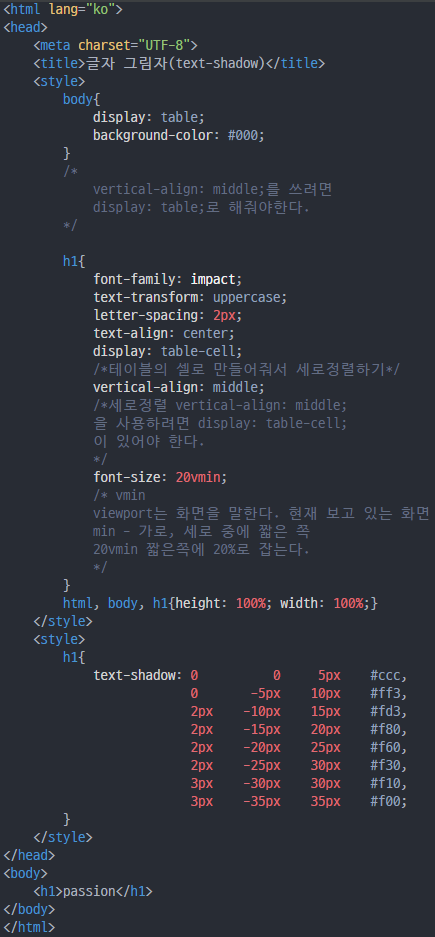 <html lang="ko">
<head>
    <meta charset="UTF-8">
    <title>글자 그림자(text-shadow)</title>
    <style>
        body{
            display: table;
            background-color: #000;
        }
        /*
            vertical-align: middle;를 쓰려면
            display: table;로 해줘야한다.
        */

        h1{
            font-family: impact;
            text-transform: uppercase;
            letter-spacing: 2px;
            text-align: center;
            display: table-cell;
            /*테이블의 셀로 만들어줘서 세로정렬하기*/
            vertical-align: middle;
            /*세로정렬 vertical-align: middle;
            을 사용하려면 display: table-cell;
            이 있어야 한다.
            */
            font-size: 20vmin;
            /* vmin
            viewport는 화면을 말한다. 현재 보고 있는 화면
            min - 가로, 세로 중에 짧은 쪽
            20vmin 짧은쪽에 20%로 잡는다.
            */
        }
        html, body, h1{height: 100%; width: 100%;}
    </style>
    <style>
        h1{
            text-shadow: 0          0     5px    #ccc,
                         0       -5px    10px    #ff3,
                         2px    -10px    15px    #fd3,
                         2px    -15px    20px    #f80,
                         2px    -20px    25px    #f60,
                         2px    -25px    30px    #f30,
                         3px    -30px    30px    #f10,
                         3px    -35px    35px    #f00;
        }
    </style>
</head>
<body>
    <h1>passion</h1>
</body>
</html>